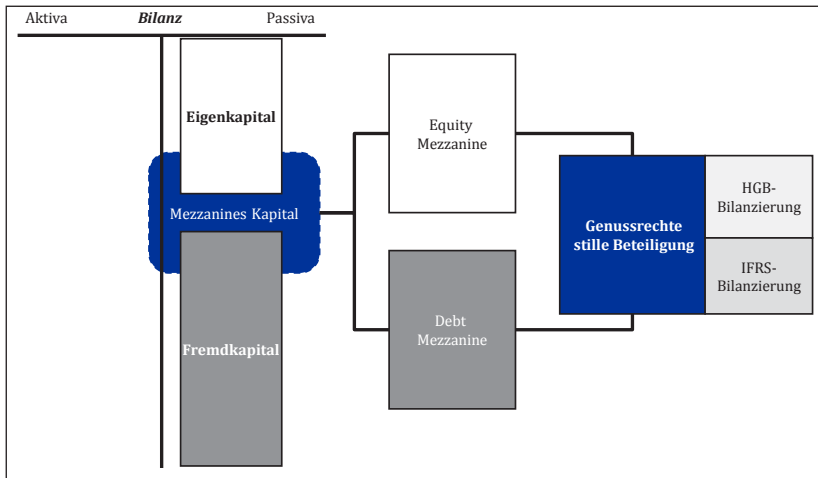 Aktiva
Bilanz
Passiva
Eigenkapital
Mezzanines Kapital
Fremdkapital
Equity
Mezzanine
Debt
Mezzanine
Genussrechte
stille Beteiligung
HGB-
Bilanzierung
IFRS-
Bilanzierung